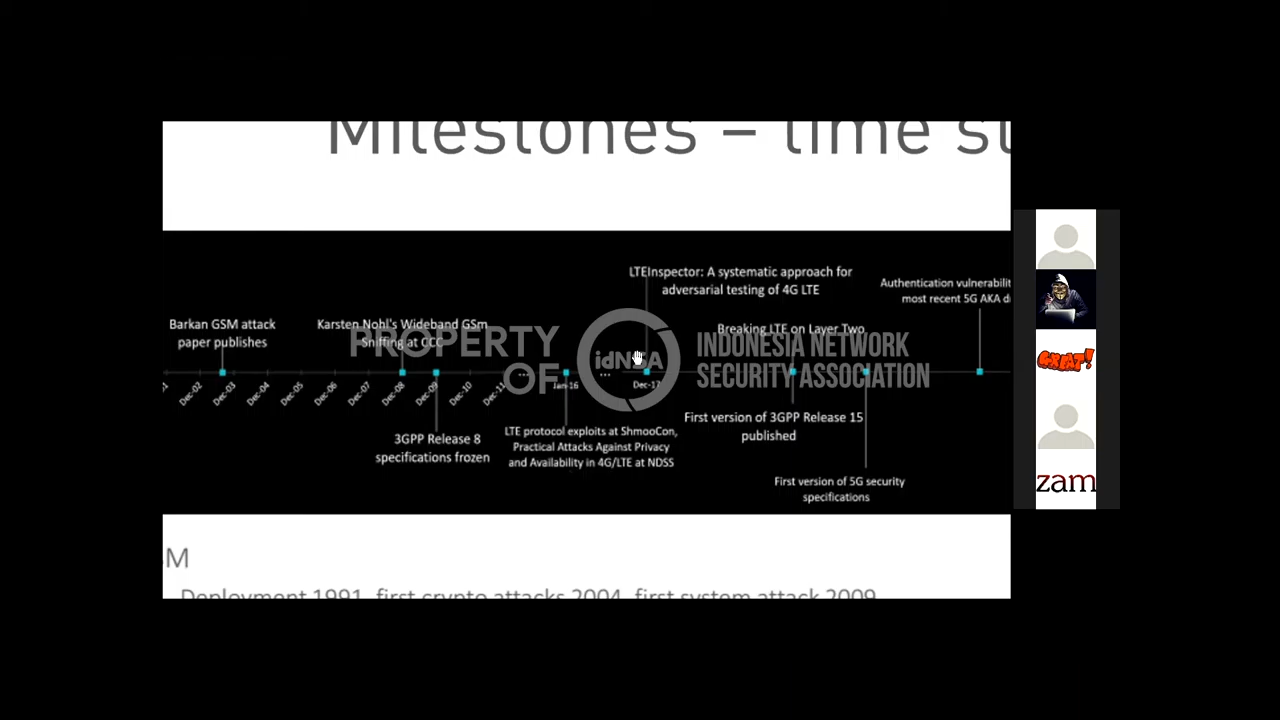 Milestones – time st
LTEInspector: A systematic approach for
adversarial testing of 4G LTE
Authentication vulnerabilit
most recent 5G AKA d
Barkan GSM attack
paper publishes
Karsten Nohl's Wideband GSm
Sniffing at CCC
Breaking LTE on Layer Two
PROPERTY
OF
idNSA
INDONESIA NETWORK
SECURITY ASSOCIATION
Dec-02
Dec-03
Dec-04
Dec-05
Dec-06
Dec-07
Dec-08
Dec-09
Dec-10
Dec-11
...
Jan-16
...
Dec-17
3GPP Release 8
specifications frozen
LTE protocol exploits at ShmooCon,
Practical Attacks Against Privacy
and Availability in 4G/LTE at NDSS
First version of 3GPP Release 15
published
First version of 5G security
specifications
zam
SM
Deployment 1991, first crypto attacks 2004, first system attack 2009